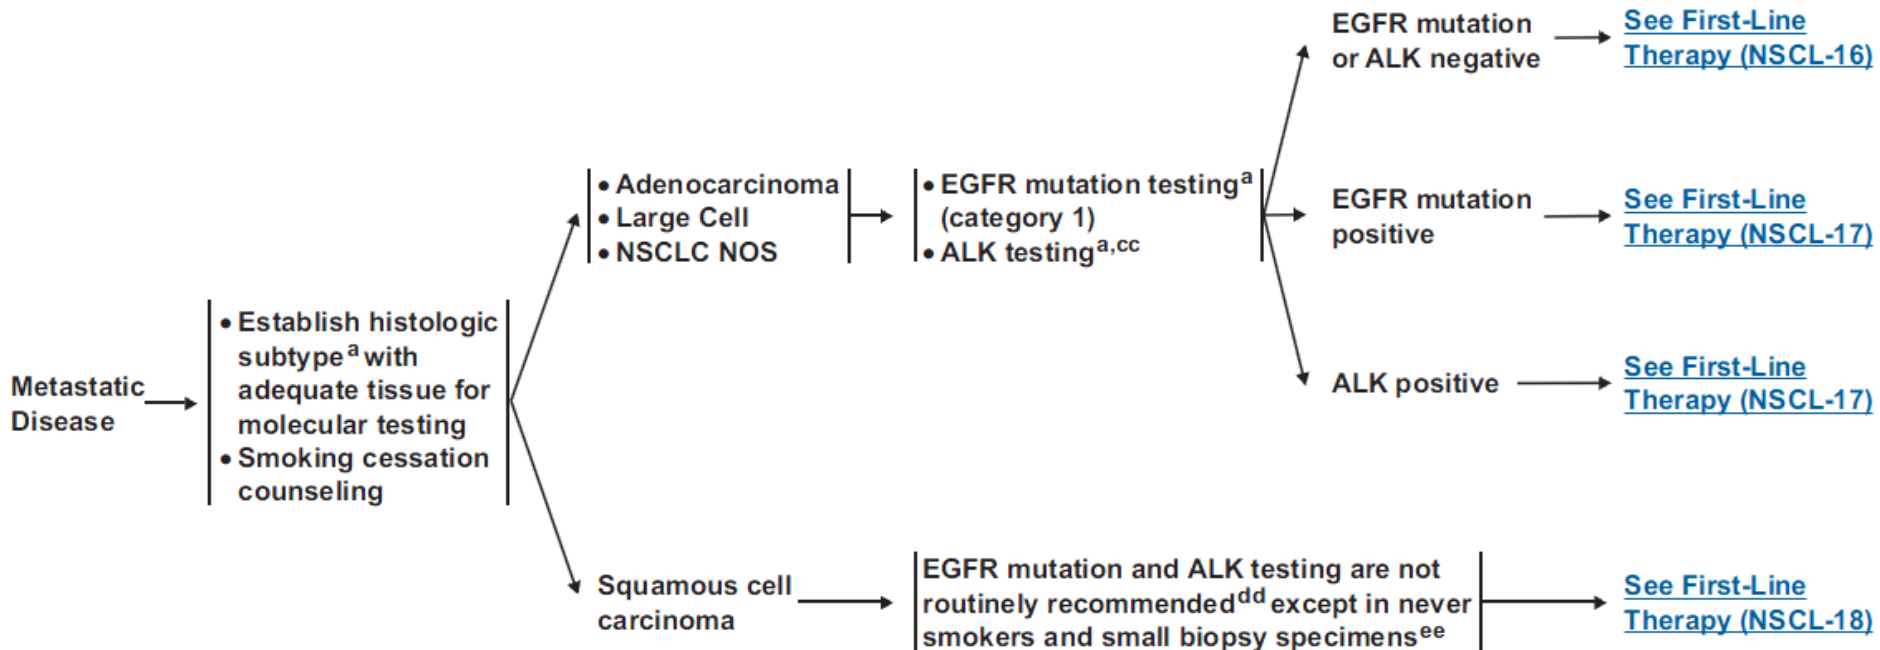 Metastatic
Disease
• Establish histologic
subtypeᵃ with
adequate tissue for
molecular testing
• Smoking cessation
counseling
• Adenocarcinoma
• Large Cell
• NSCLC NOS
• EGFR mutation testingᵃ
(category 1)
• ALK testingᵃ,ᶜᶜ
EGFR mutation
or ALK negative
See First-Line
Therapy (NSCL-16)
EGFR mutation
positive
See First-Line
Therapy (NSCL-17)
ALK positive
See First-Line
Therapy (NSCL-17)
Squamous cell
carcinoma
EGFR mutation and ALK testing are not
routinely recommendedᵈᵈ except in never
smokers and small biopsy specimensᵉᵉ
See First-Line
Therapy (NSCL-18)